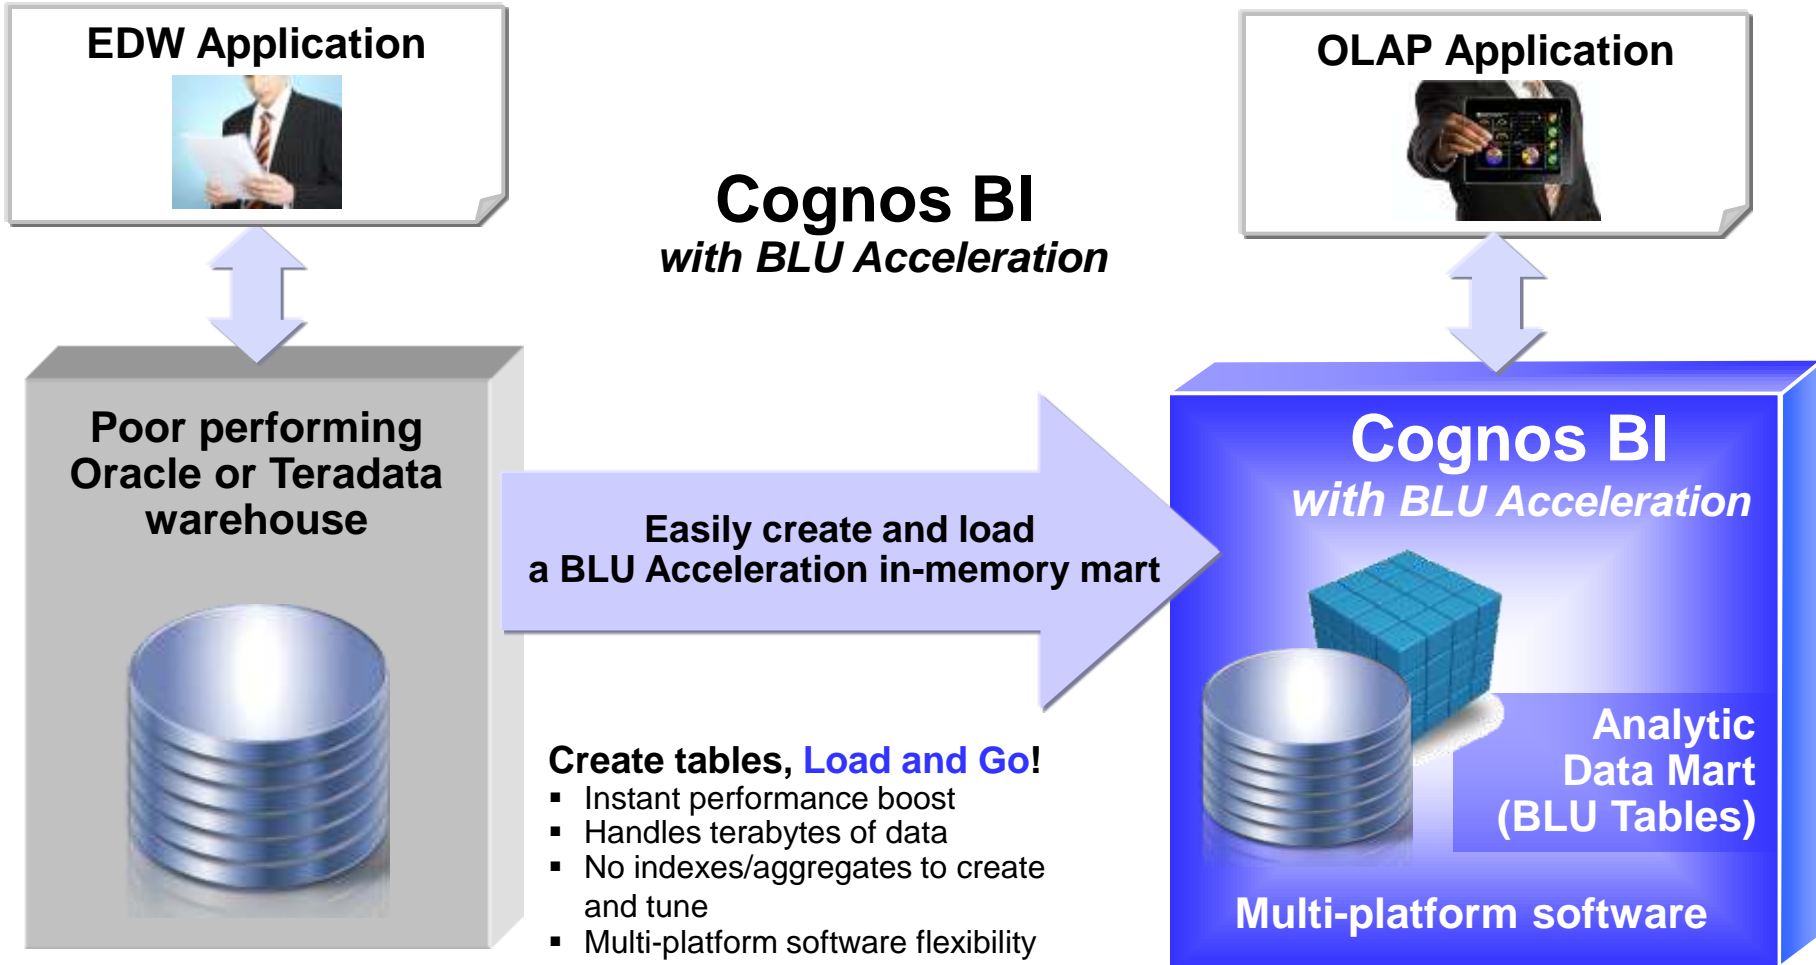 EDW Application
OLAP Application
Cognos BI
with BLU Acceleration
Poor performing
Oracle or Teradata
warehouse
Easily create and load
a BLU Acceleration in-memory mart
Create tables, Load and Go!
▪ Instant performance boost
▪ Handles terabytes of data
▪ No indexes/aggregates to create
and tune
▪ Multi-platform software flexibility
Cognos BI
with BLU Acceleration
Analytic
Data Mart
(BLU Tables)
Multi-platform software